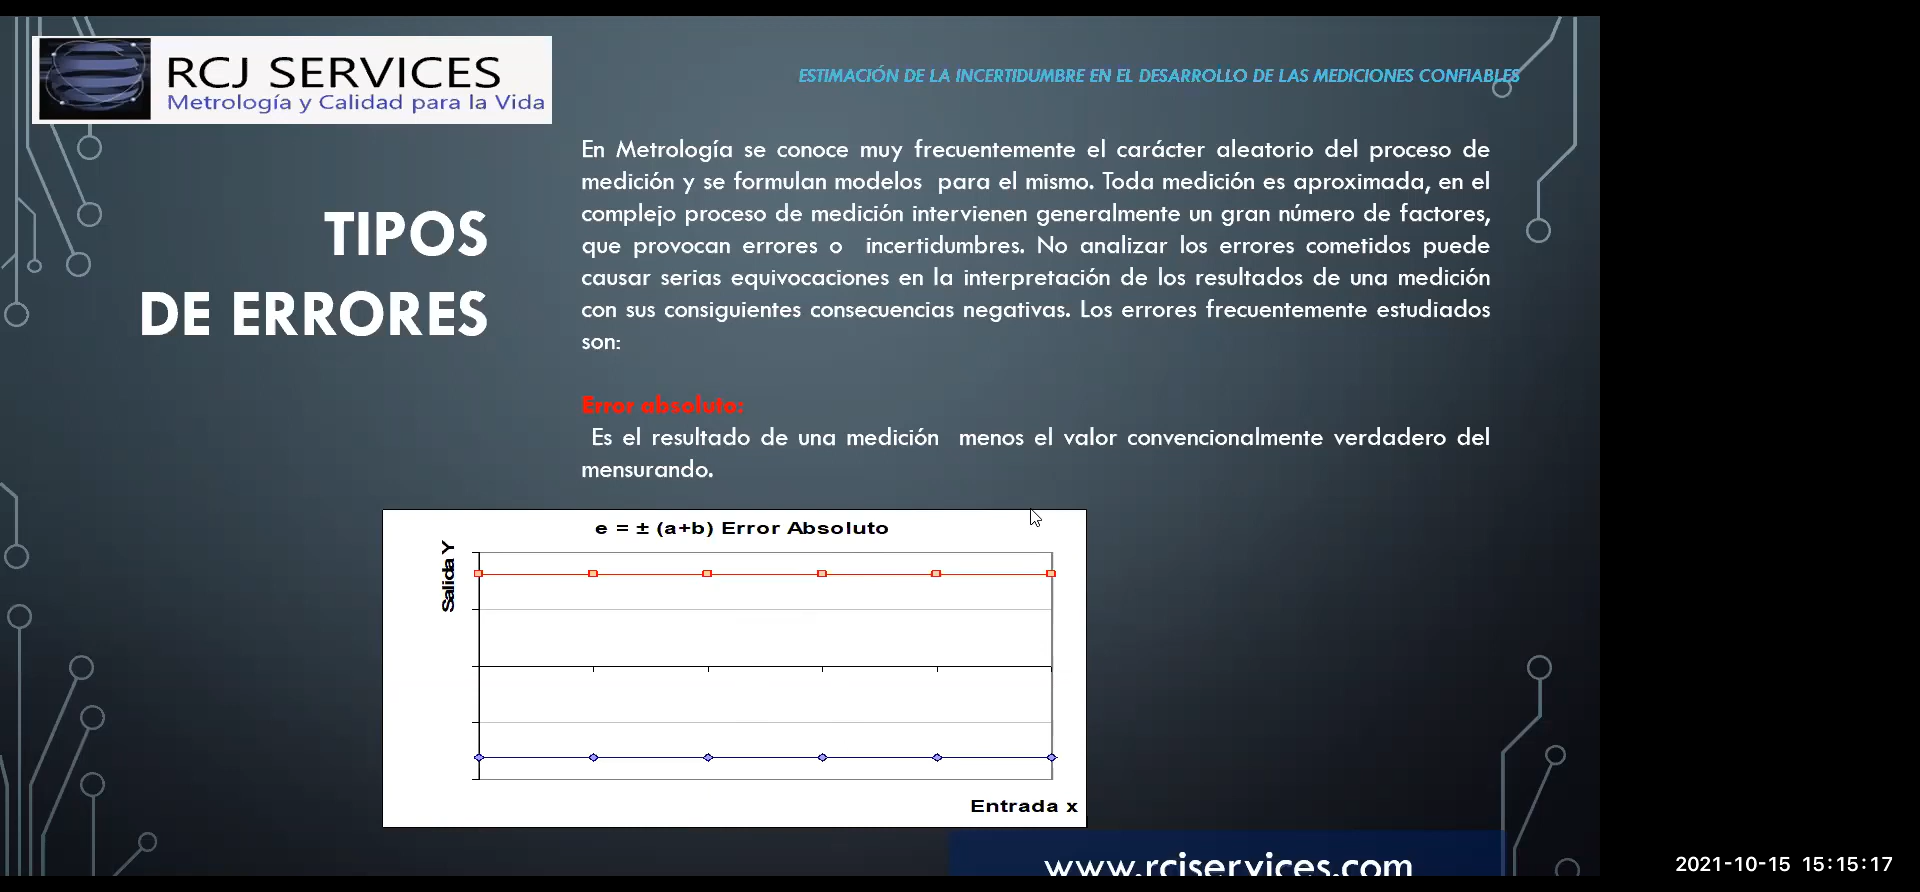 RCJ SERVICES
Metrología y Calidad para la Vida
ESTIMACIÓN DE LA INCERTIDUMBRE EN EL DESARROLLO DE LAS MEDICIONES CONFIABLES
TIPOS
DE ERRORES
En Metrología se conoce muy frecuentemente el carácter aleatorio del proceso de
medición y se formulan modelos para el mismo. Toda medición es aproximada, en el
complejo proceso de medición intervienen generalmente un gran número de factores,
que provocan errores o incertidumbres. No analizar los errores cometidos puede
causar serias equivocaciones en la interpretación de los resultados de una medición
con sus consiguientes consecuencias negativas. Los errores frecuentemente estudiados
son:
Error absoluto:
Es el resultado de una medición menos el valor convencionalmente verdadero del
mensurando.
e = ± (a+b) Error Absoluto
Salida Y
Entrada x
www.rcjservices.com
2021-10-15 15:15:17